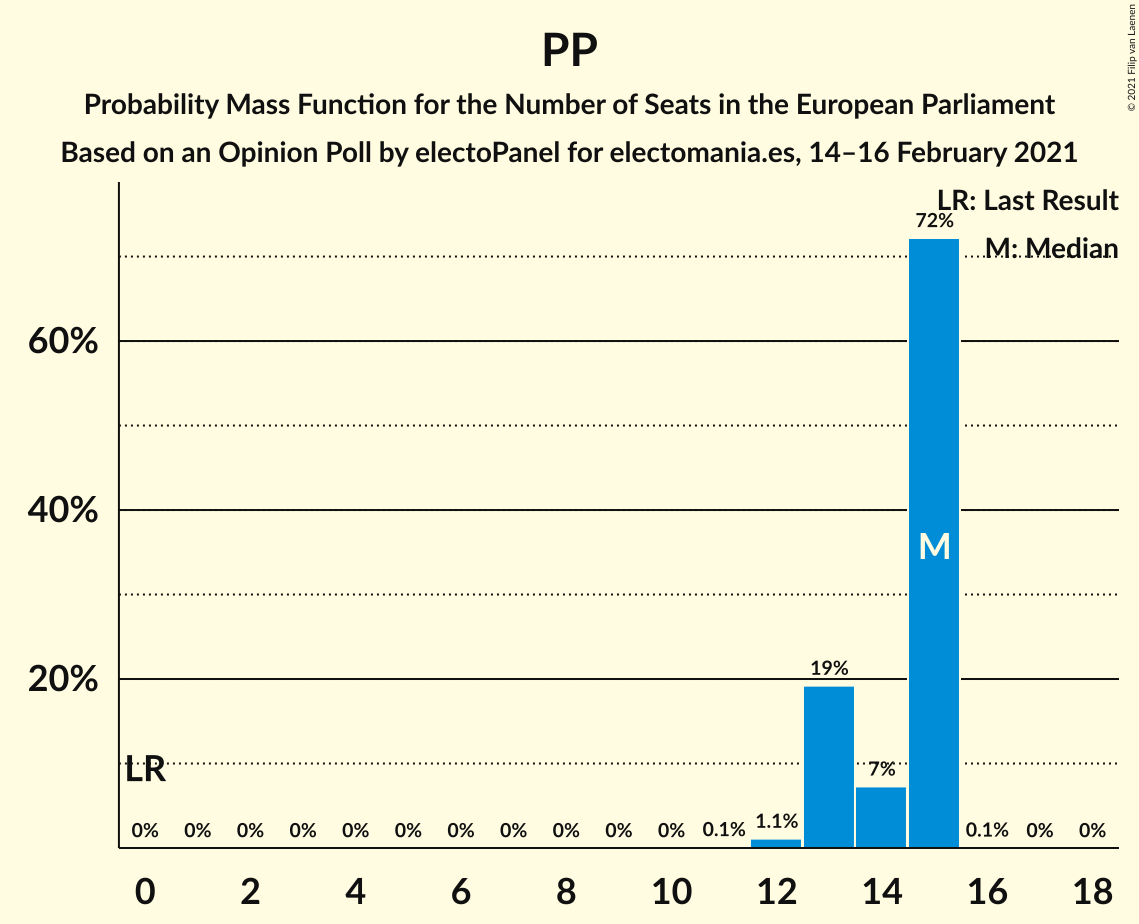 PP
Probability Mass Function for the Number of Seats in the European Parliament
Based on an Opinion Poll by electoPanel for electomania.es, 14–16 February 2021
© 2021 Filip van Laenen
LR: Last Result
M: Median
72%
60%
40%
20%
M
19%
7%
LR
0% 0% 0% 0% 0% 0% 0% 0% 0% 0% 0% 0.1% 1.1% 0.1% 0% 0%
0 2 4 6 8 10 12 14 16 18